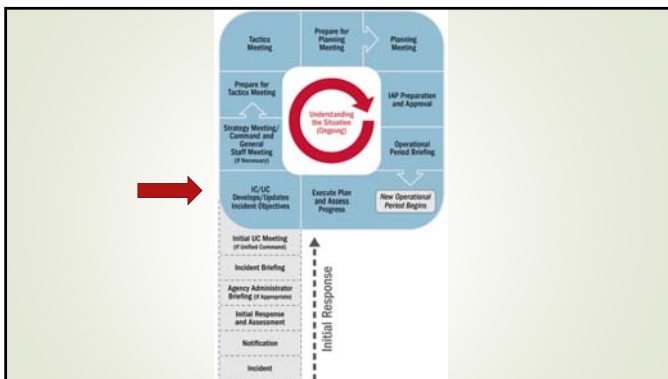 Tactics
Meeting
Prepare for
Planning
Meeting
Planning
Meeting
Prepare for
Tactics Meeting
Understanding
the Situation
(Ongoing)
IAP Preparation
and Approval
Strategy Meeting/
Command and
General
Staff Meeting
(If Necessary)
Operational
Period Briefing
IC/UC
Develops/Updates
Incident Objectives
Execute Plan
and Assess
Progress
New Operational
Period Begins
Initial UC Meeting
(If Unified Command)
Incident Briefing
Agency Administrator
Briefing (If Appropriate)
Initial Response
and Assessment
Notification
Incident
Initial Response